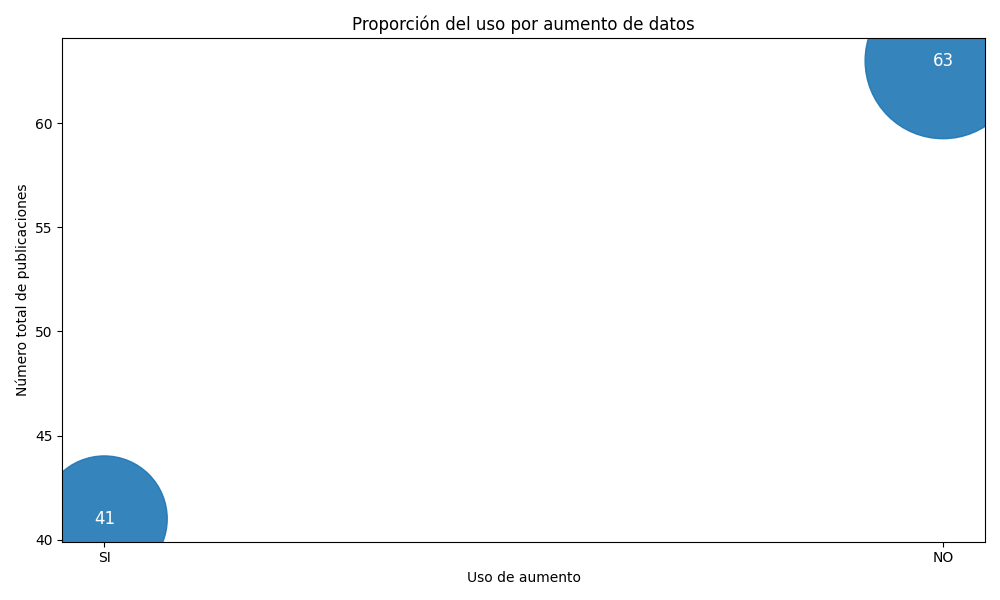 Proporción del uso por aumento de datos
63
60
55
50
45
40
Número total de publicaciones
41
SI
NO
Uso de aumento